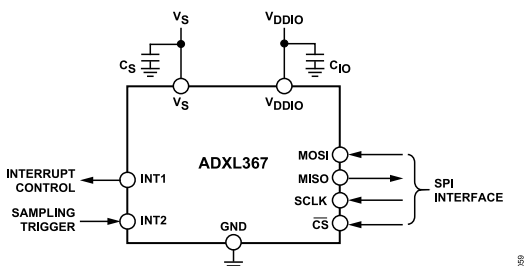 VS
VDDIO
CS
CIO
VS
VDDIO
ADXL367
MOSI
MISO
SCLK
CS
SPI
INTERFACE
INTERRUPT
CONTROL
INT1
SAMPLING
TRIGGER
INT2
GND
059